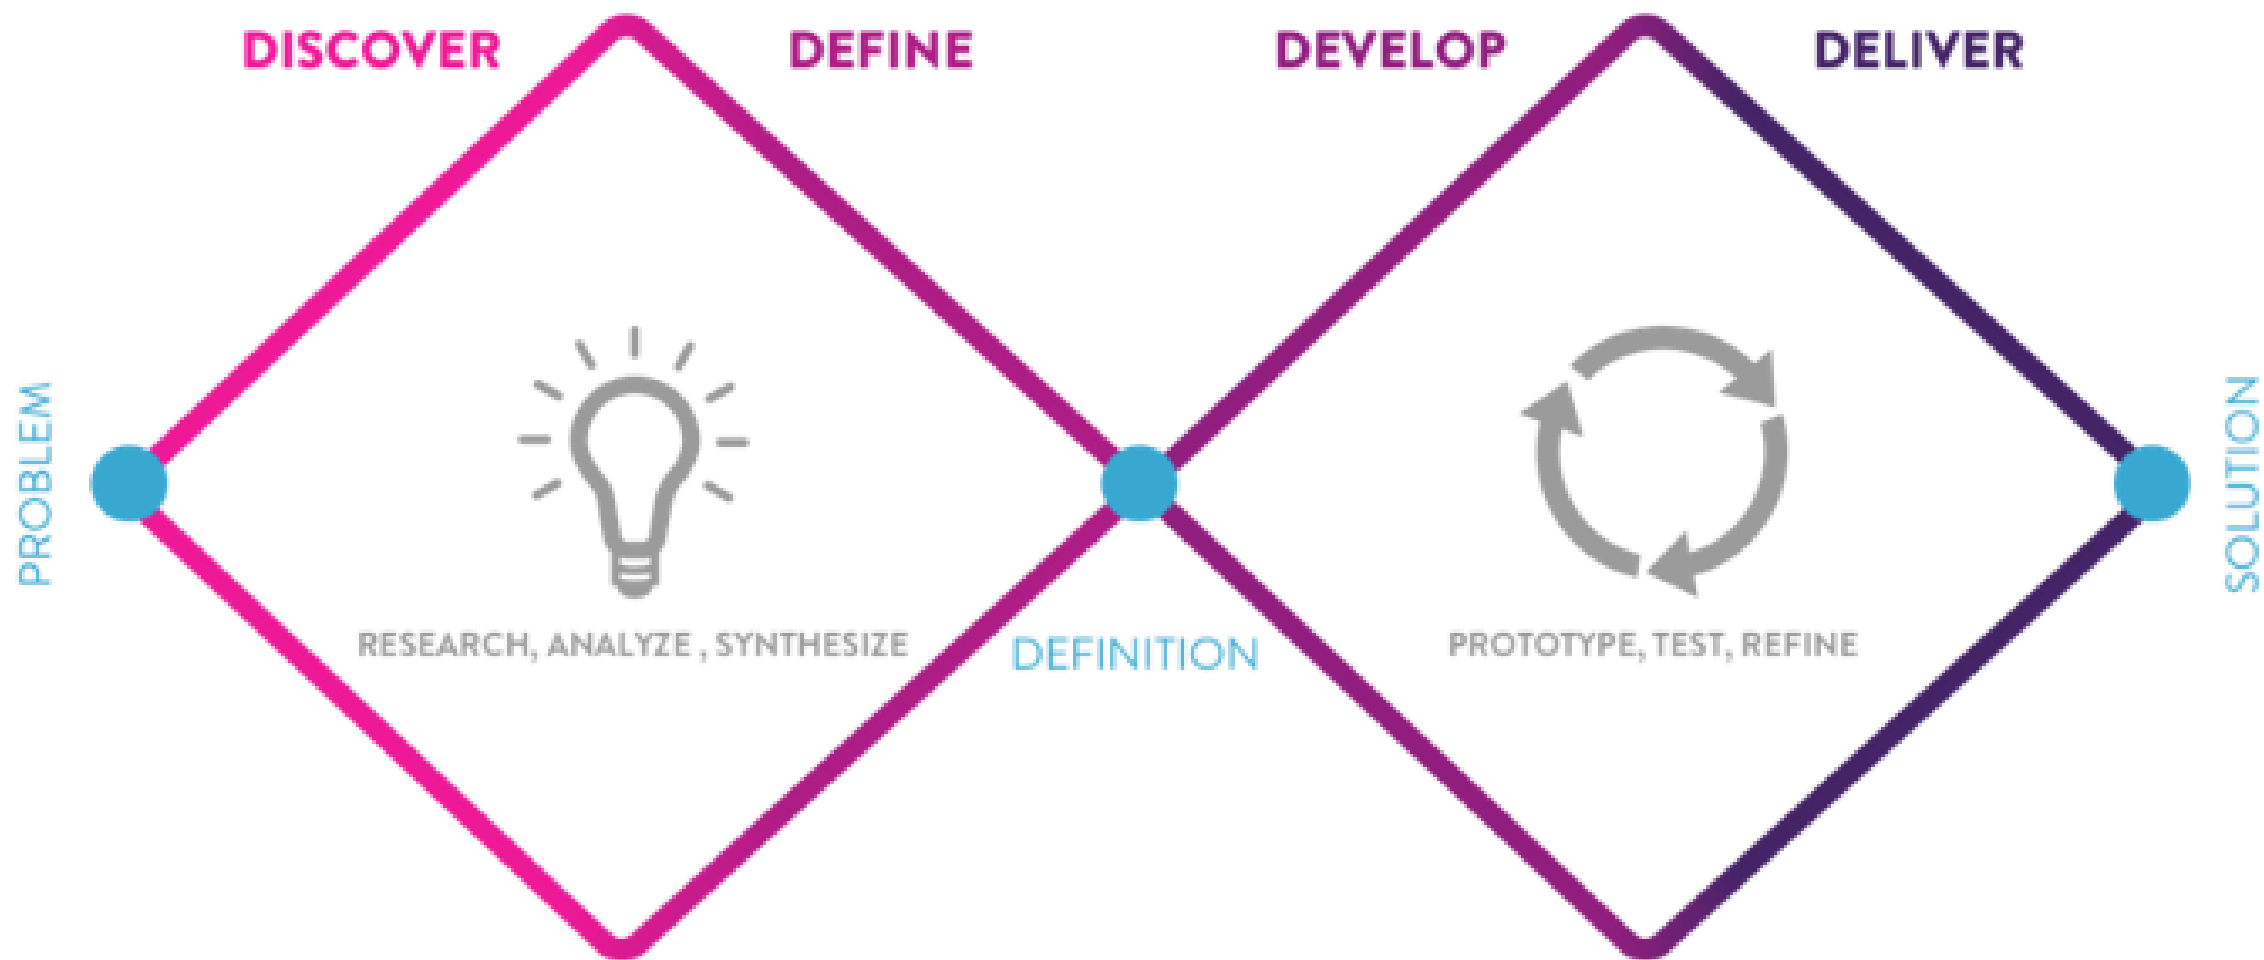 DISCOVER
DEFINE
DEVELOP
DELIVER
PROBLEM
SOLUTION
RESEARCH, ANALYZE , SYNTHESIZE
DEFINITION
PROTOTYPE, TEST, REFINE